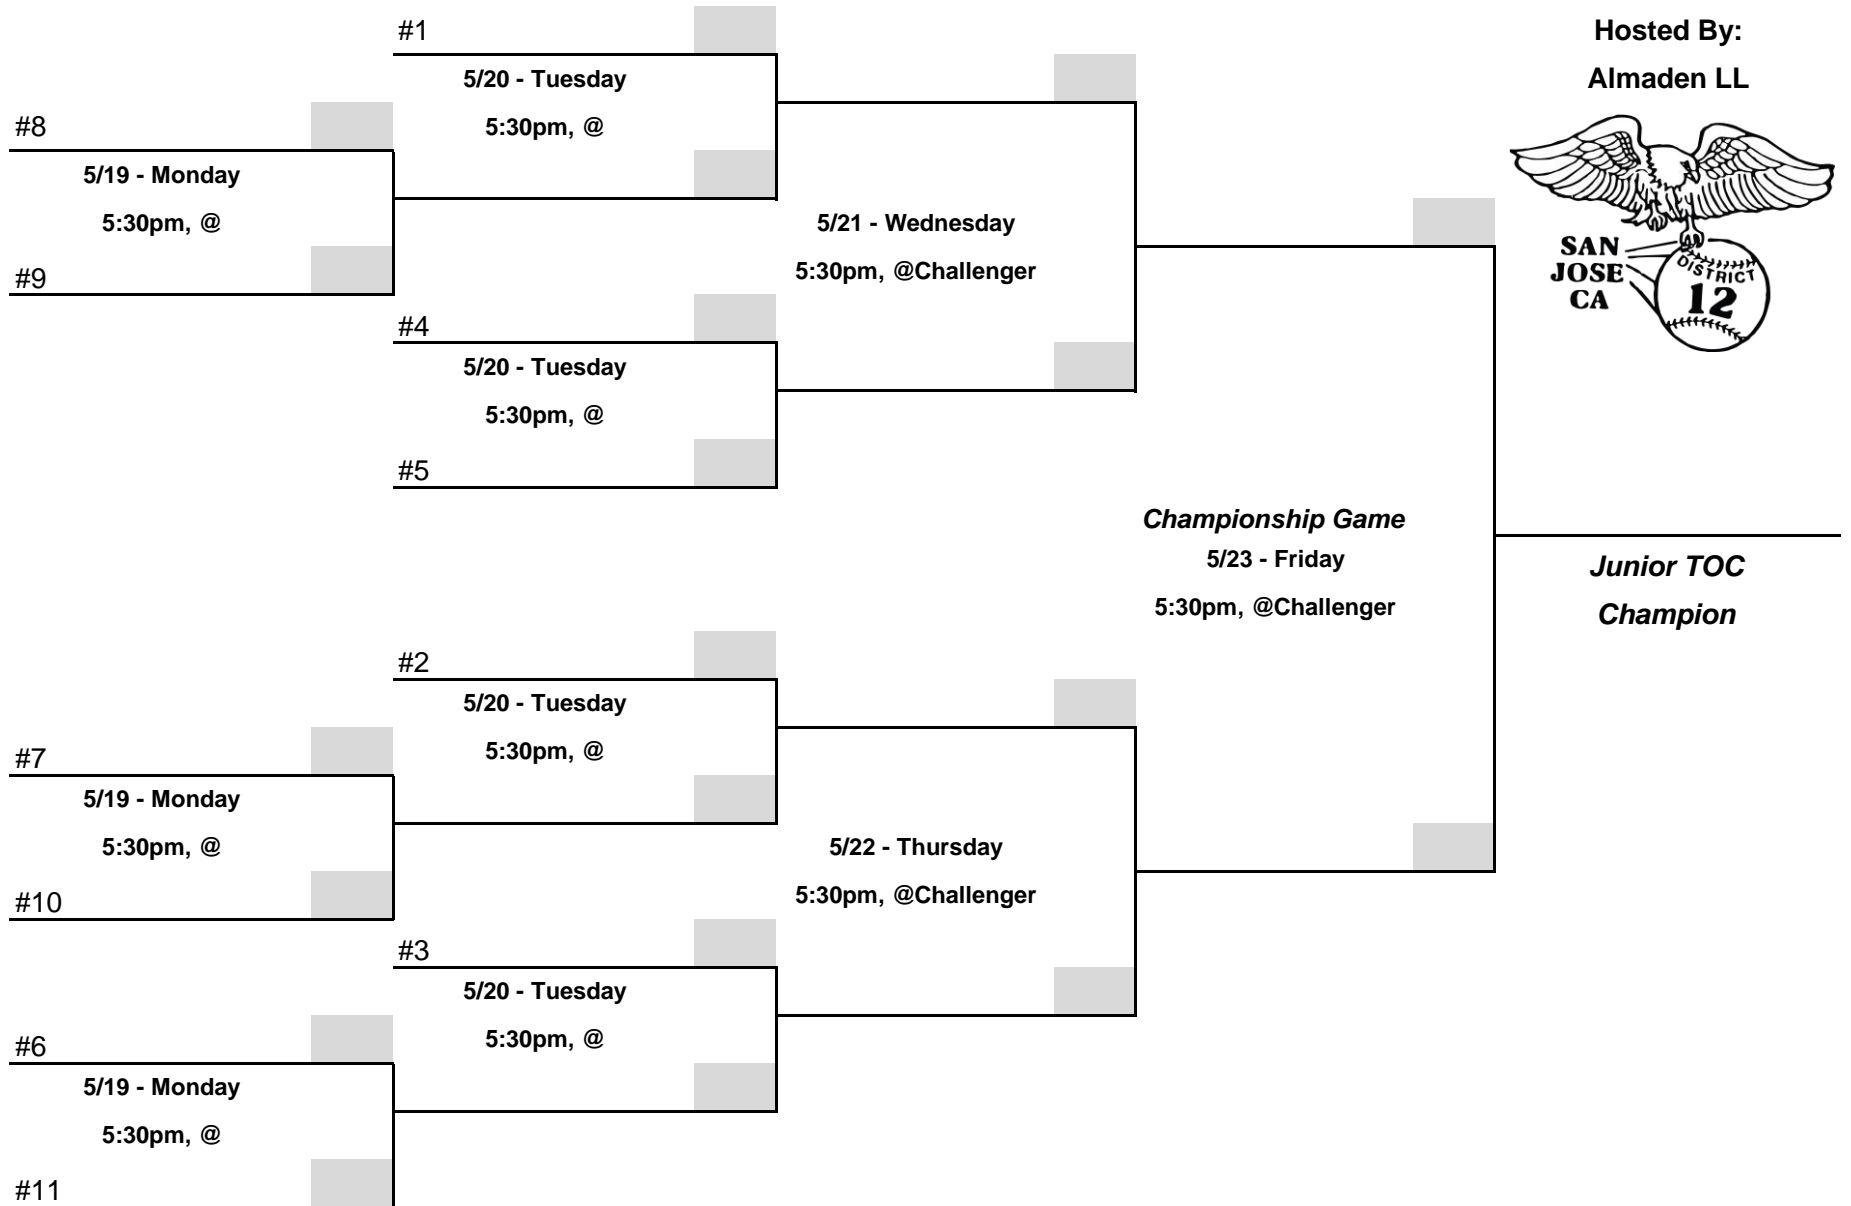 #1
5/20 - Tuesday
5:30pm, @
#8
5/19 - Monday
5:30pm, @
#9
5/21 - Wednesday
5:30pm, @Challenger
#4
5/20 - Tuesday
5:30pm, @
#5
Championship Game
5/23 - Friday
5:30pm, @Challenger
#2
5/20 - Tuesday
5:30pm, @
#7
5/19 - Monday
5:30pm, @
#10
5/22 - Thursday
5:30pm, @Challenger
#3
5/20 - Tuesday
5:30pm, @
#6
5/19 - Monday
5:30pm, @
#11
Hosted By:
Almaden LL
SAN
JOSE
CA
DISTRICT
12
Junior TOC
Champion